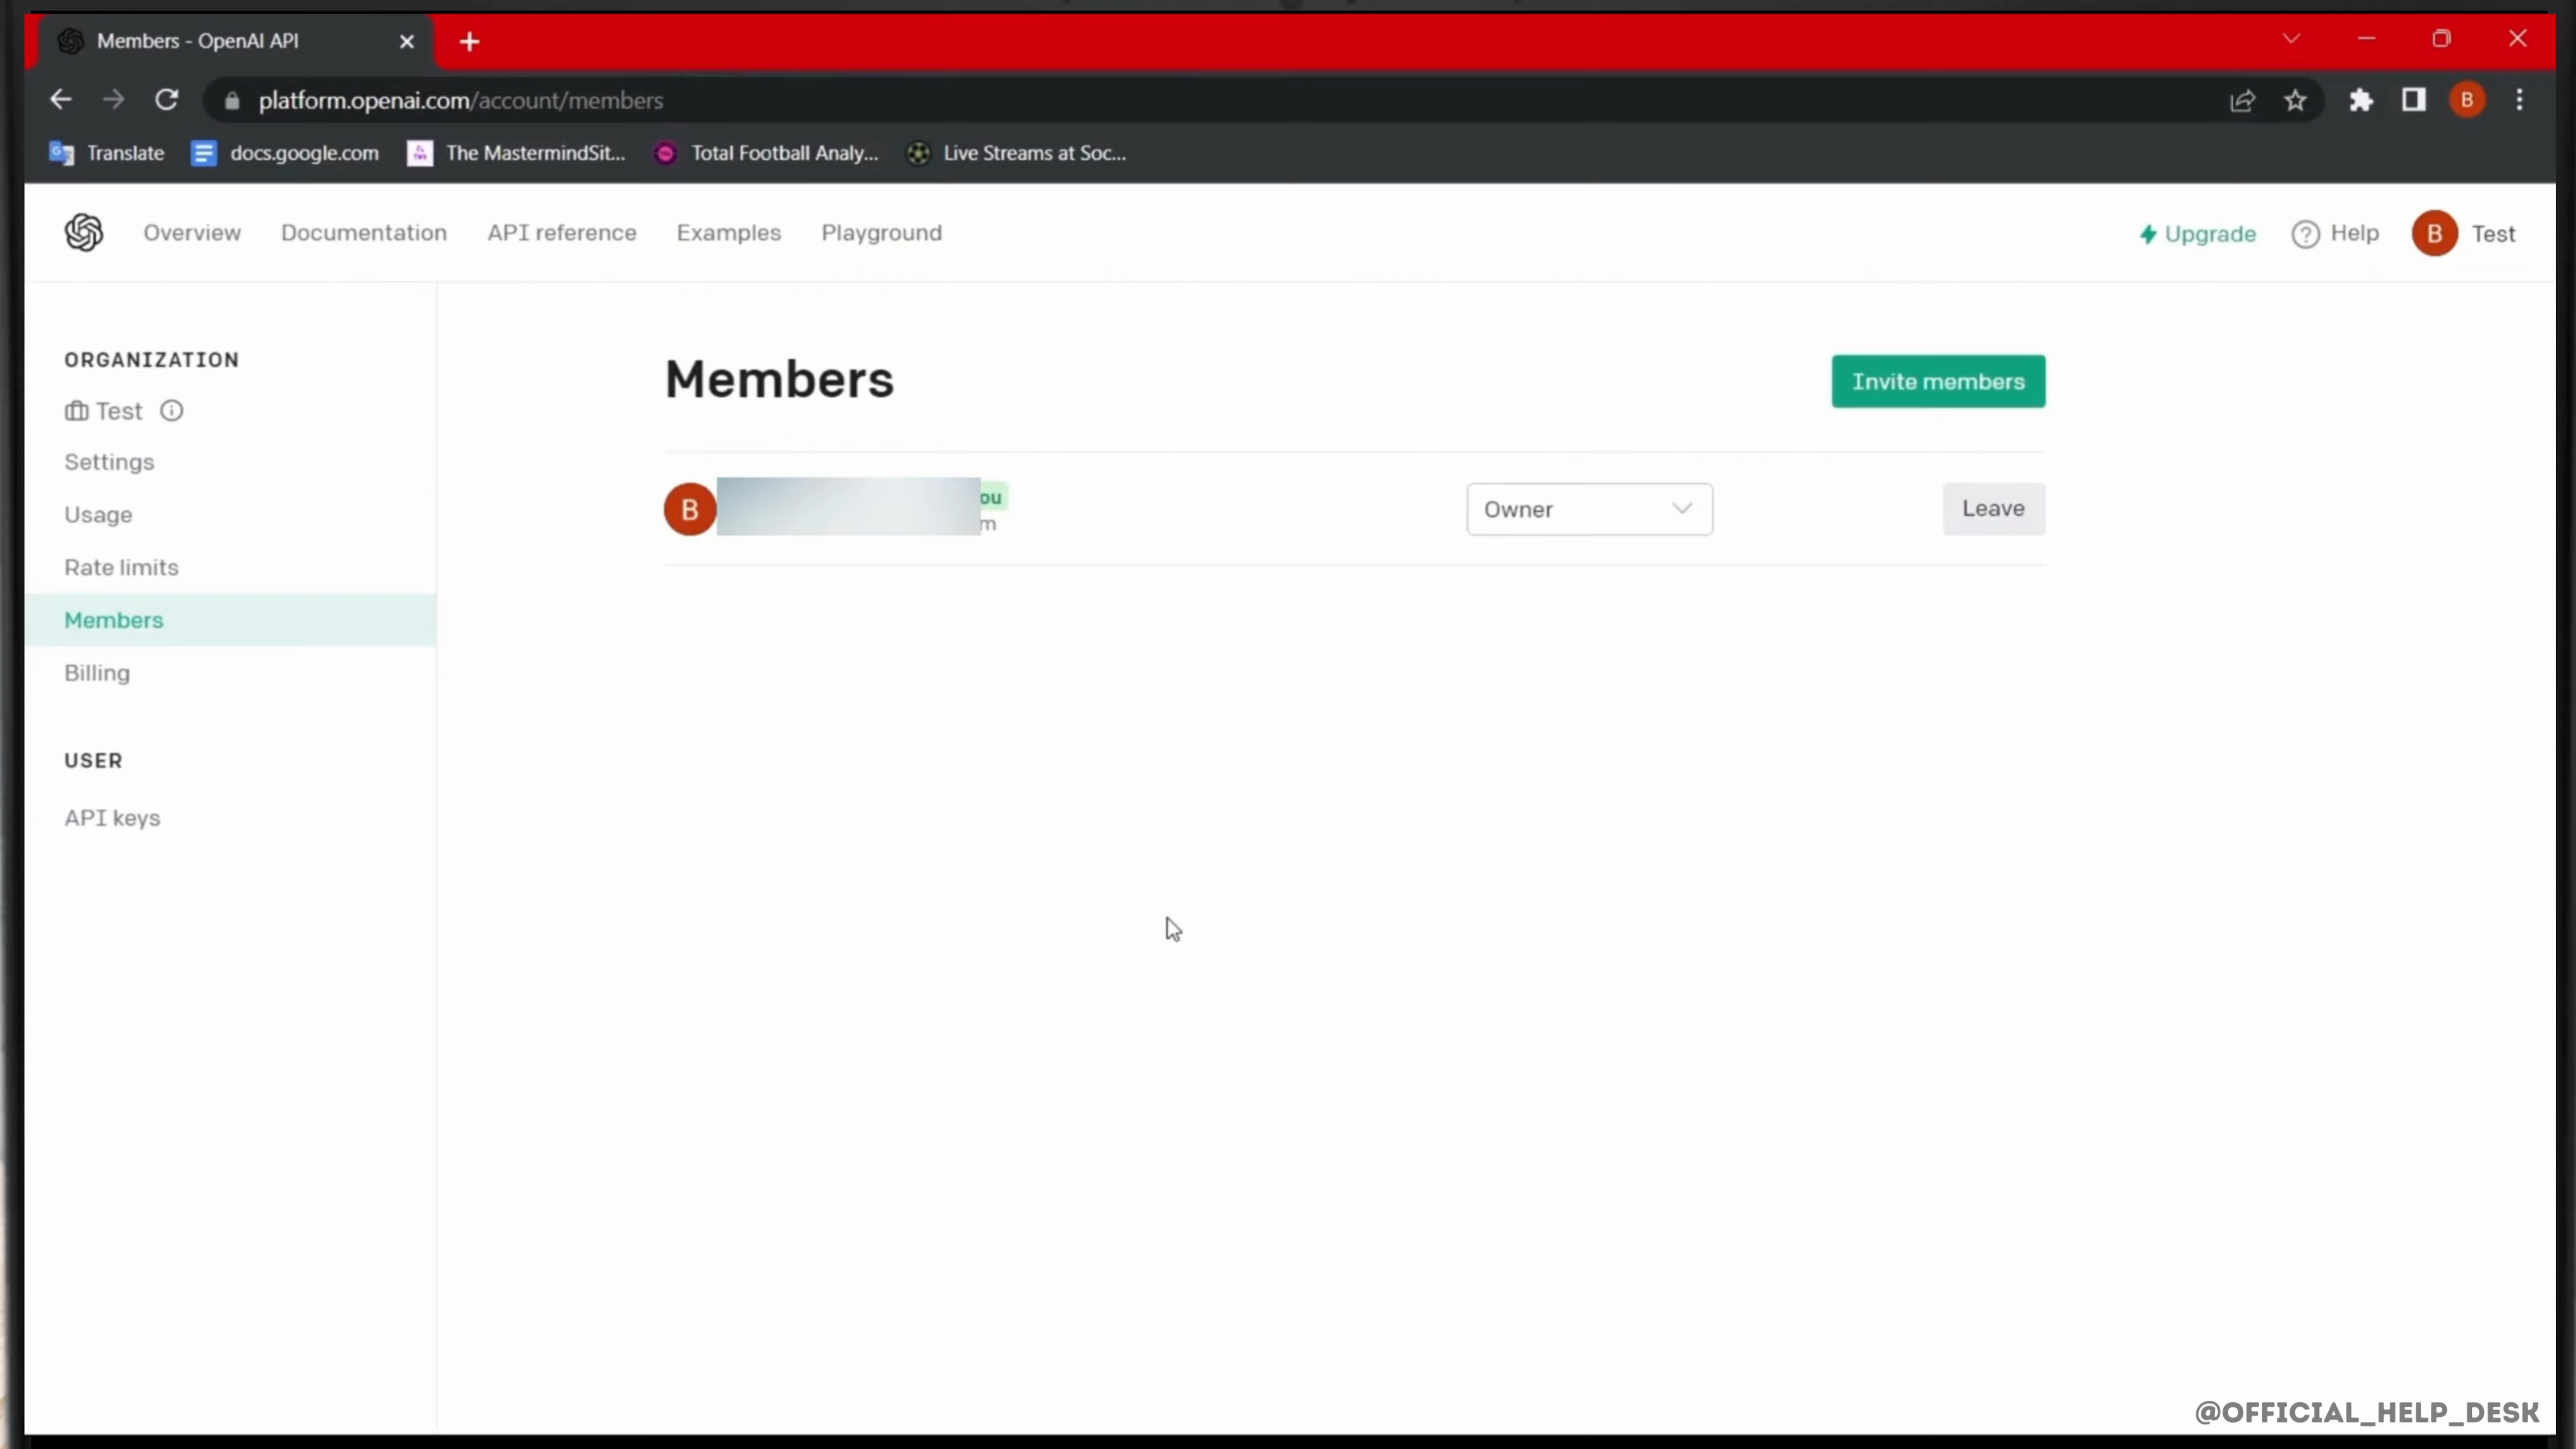 Members - OpenAI API
platform.openai.com/account/members
B
Translate
docs.google.com
The MastermindSit...
Total Football Analy...
Live Streams at Soc...
Overview
Documentation
API reference
Examples
Playground
Upgrade
Help
B
Test
ORGANIZATION
Test
Settings
Usage
Rate limits
Members
Billing
USER
API keys
Members
Invite members
B
ou
m
Owner
Leave
@OFFICIAL_HELP_DESK